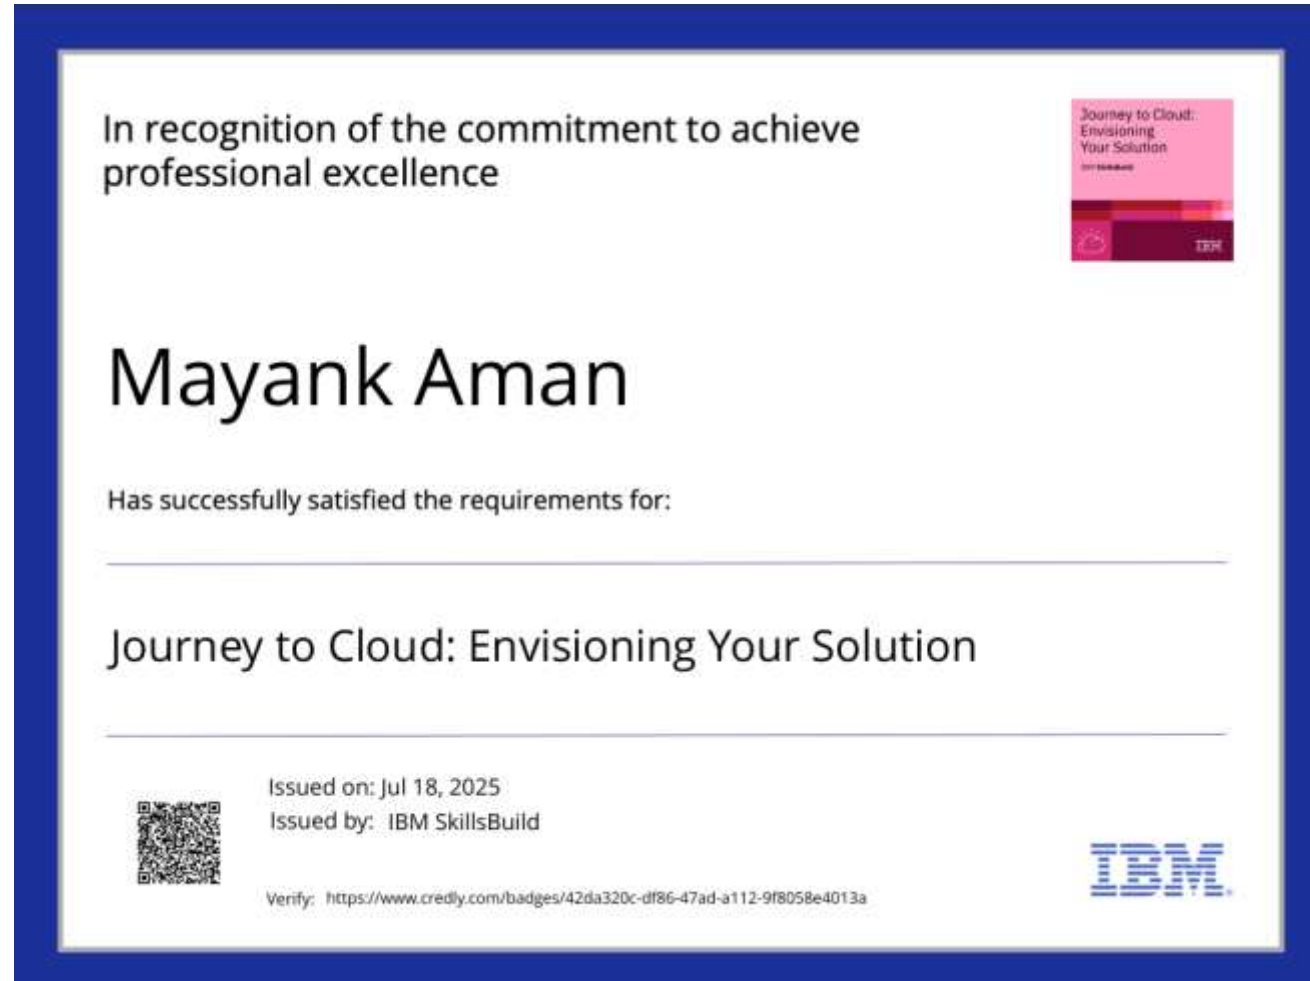 In recognition of the commitment to achieve
professional excellence
Journey to Cloud:
Envisioning
Your Solution
IBM SkillsBuild
IBM
Mayank Aman
Has successfully satisfied the requirements for:
Journey to Cloud: Envisioning Your Solution
Issued on: Jul 18, 2025
Issued by: IBM SkillsBuild
Verify: https://www.credly.com/badges/42da320c-df86-47ad-a112-9f8058e4013a
IBM